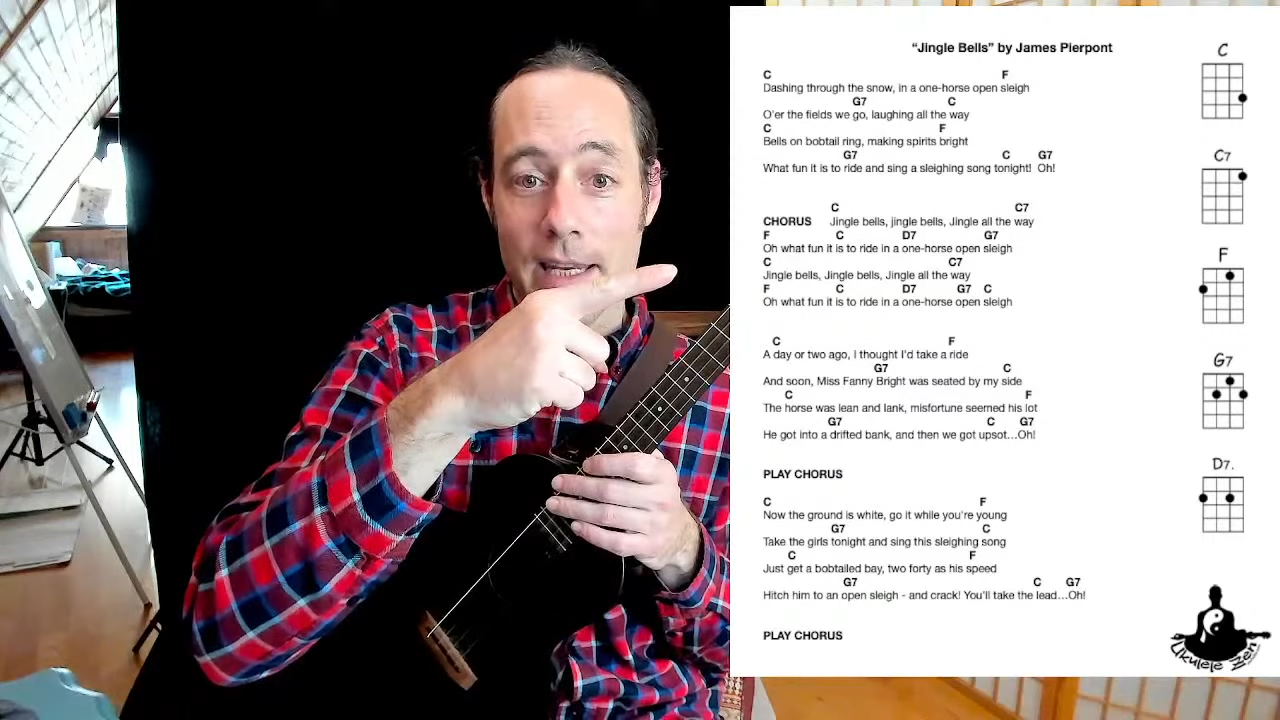 “Jingle Bells” by James Pierpont
C F
Dashing through the snow, in a one-horse open sleigh
G7 C
O'er the fields we go, laughing all the way
C F
Bells on bobtail ring, making spirits bright
G7 C G7
What fun it is to ride and sing a sleighing song tonight! Oh!
C C7
CHORUS Jingle bells, jingle bells, Jingle all the way
F C D7 G7
Oh what fun it is to ride in a one-horse open sleigh
C C7
Jingle bells, Jingle bells, Jingle all the way
F C D7 G7 C
Oh what fun it is to ride in a one-horse open sleigh
C F
A day or two ago, I thought I'd take a ride
G7 C
And soon, Miss Fanny Bright was seated by my side
C F
The horse was lean and lank, misfortune seemed his lot
G7 C G7
He got into a drifted bank, and then we got upsot...Oh!
PLAY CHORUS
C F
Now the ground is white, go it while you're young
G7 C
Take the girls tonight and sing this sleighing song
C F
Just get a bobtailed bay, two forty as his speed
G7 C G7
Hitch him to an open sleigh - and crack! You'll take the lead...Oh!
PLAY CHORUS
C
C7
F
G7
D7.
Ukulele Zen